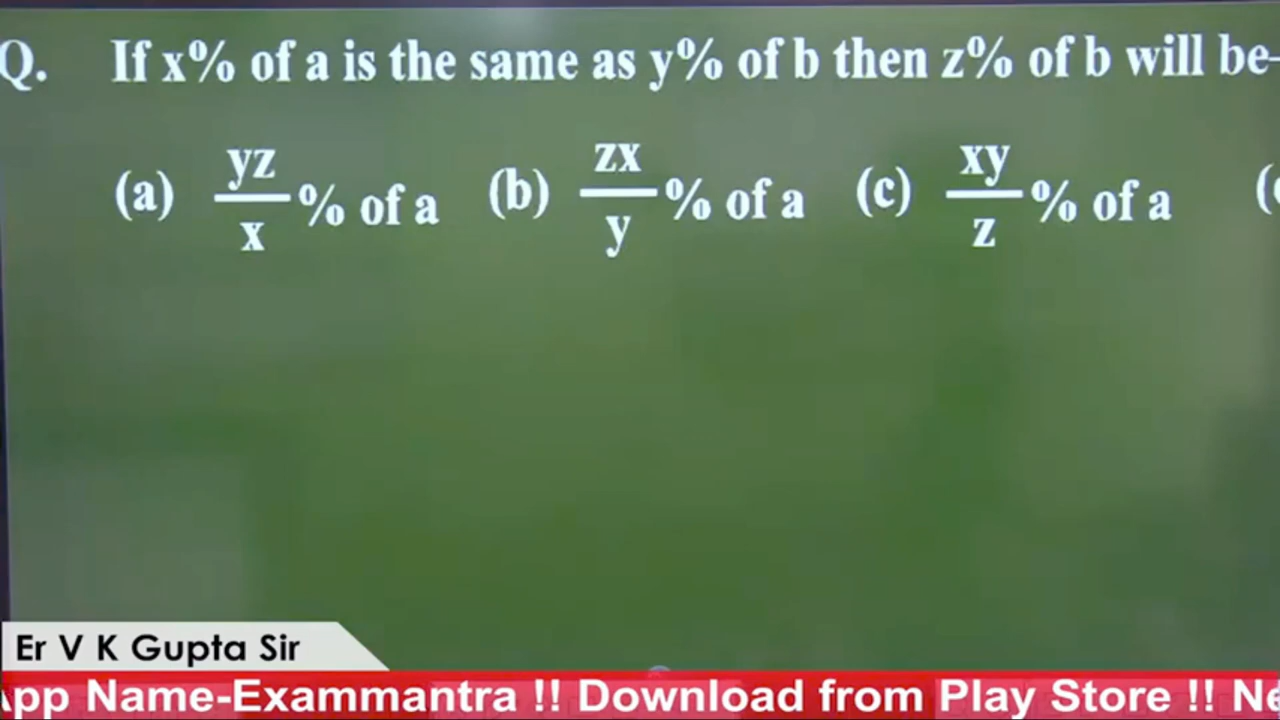 Q. If x% of a is the same as y% of b then z% of b will be-
(a) yz/x % of a (b) zx/y % of a (c) xy/z % of a
Er V K Gupta Sir
App Name-Exammantra !! Download from Play Store !! Ne